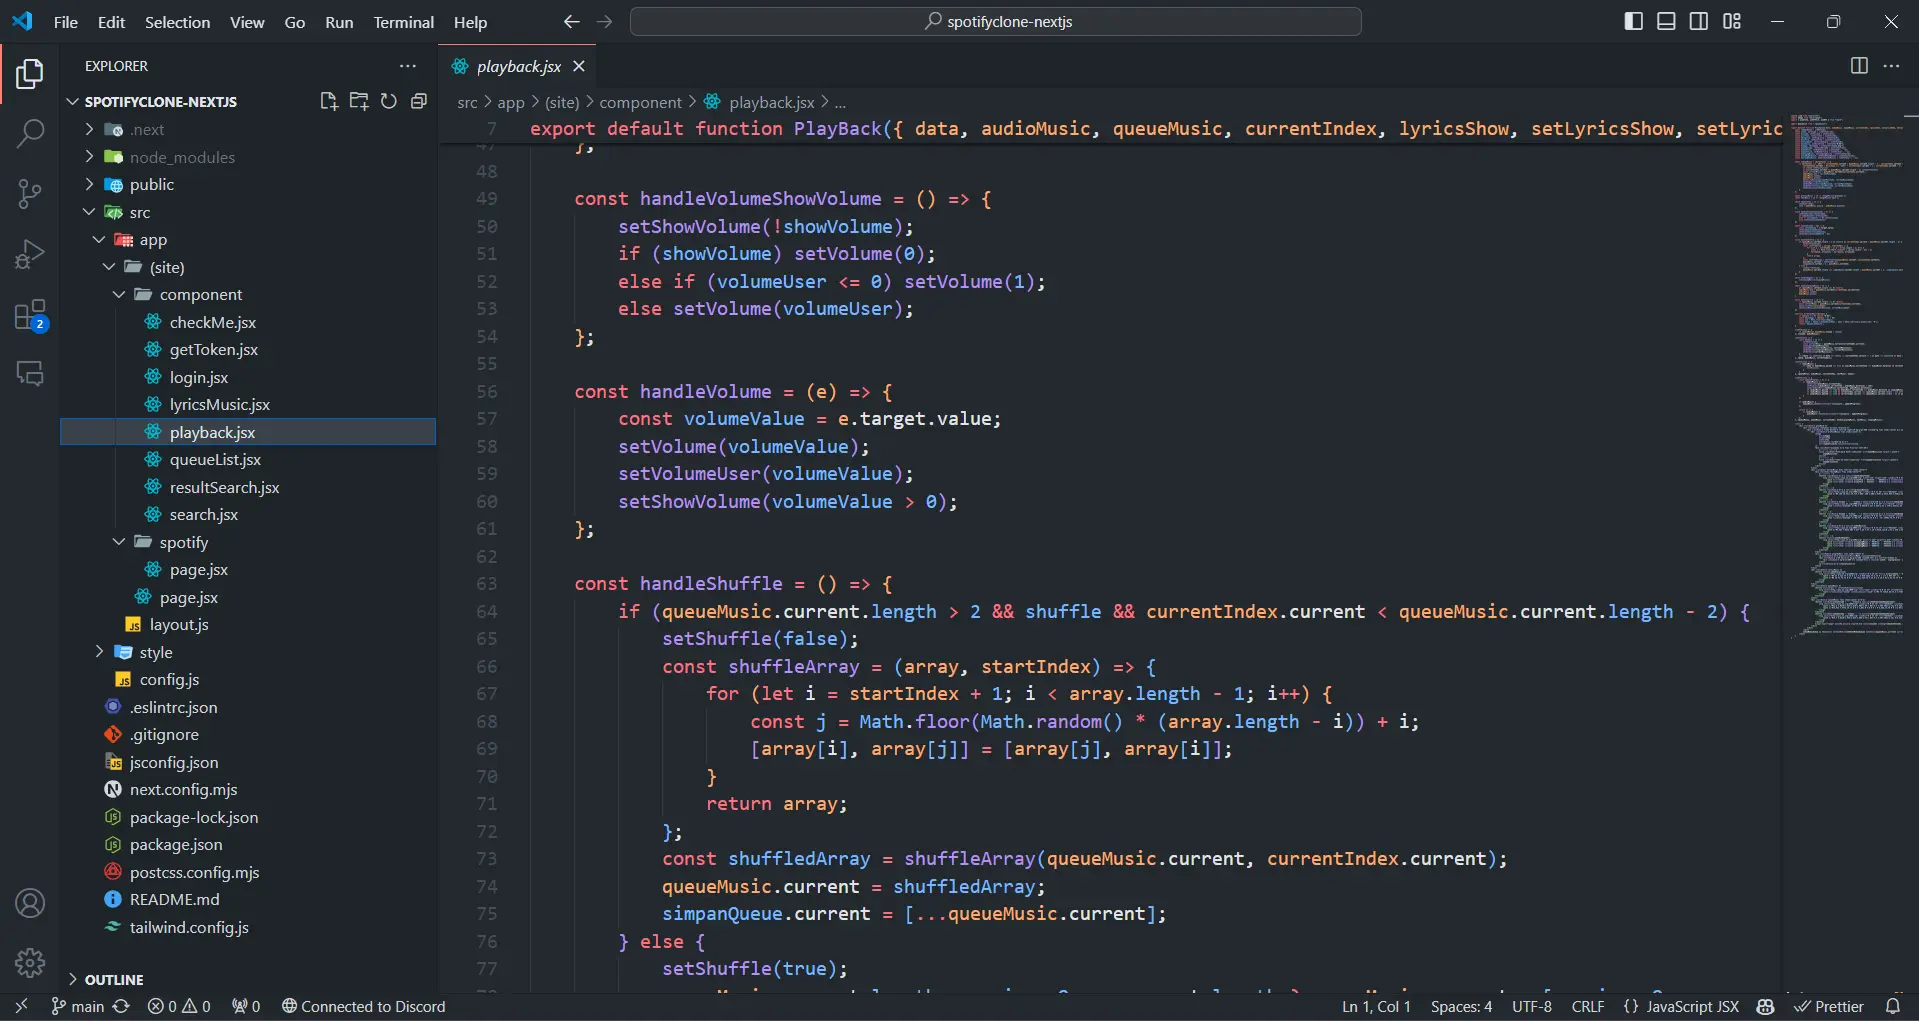 File Edit Selection View Go Run Terminal Help
spotifyclone-nextjs
EXPLORER
SPOTIFYCLONE-NEXTJS
.next
node_modules
public
src
app
(site)
component
checkMe.jsx
getToken.jsx
login.jsx
lyricsMusic.jsx
playback.jsx
queueList.jsx
resultSearch.jsx
search.jsx
spotify
page.jsx
page.jsx
layout.js
style
config.js
.eslintrc.json
.gitignore
jsconfig.json
next.config.mjs
package-lock.json
package.json
postcss.config.mjs
README.md
tailwind.config.js
OUTLINE
2
playback.jsx
src > app > (site) > component > playback.jsx > ...
7 export default function PlayBack({ data, audioMusic, queueMusic, currentIndex, lyricsShow, setLyricsShow, setLyric
47 };
48
49 const handleVolumeShowVolume = () => {
50 setShowVolume(!showVolume);
51 if (showVolume) setVolume(0);
52 else if (volumeUser <= 0) setVolume(1);
53 else setVolume(volumeUser);
54 };
55
56 const handleVolume = (e) => {
57 const volumeValue = e.target.value;
58 setVolume(volumeValue);
59 setVolumeUser(volumeValue);
60 setShowVolume(volumeValue > 0);
61 };
62
63 const handleShuffle = () => {
64 if (queueMusic.current.length > 2 && shuffle && currentIndex.current < queueMusic.current.length - 2) {
65 setShuffle(false);
66 const shuffleArray = (array, startIndex) => {
67 for (let i = startIndex + 1; i < array.length - 1; i++) {
68 const j = Math.floor(Math.random() * (array.length - i)) + i;
69 [array[i], array[j]] = [array[j], array[i]];
70 }
71 return array;
72 };
73 const shuffledArray = shuffleArray(queueMusic.current, currentIndex.current);
74 queueMusic.current = shuffledArray;
75 simpanQueue.current = [...queueMusic.current];
76 } else {
77 setShuffle(true);
main 0 0 0 Connected to Discord Ln 1, Col 1 Spaces: 4 UTF-8 CRLF {} JavaScript JSX Prettier